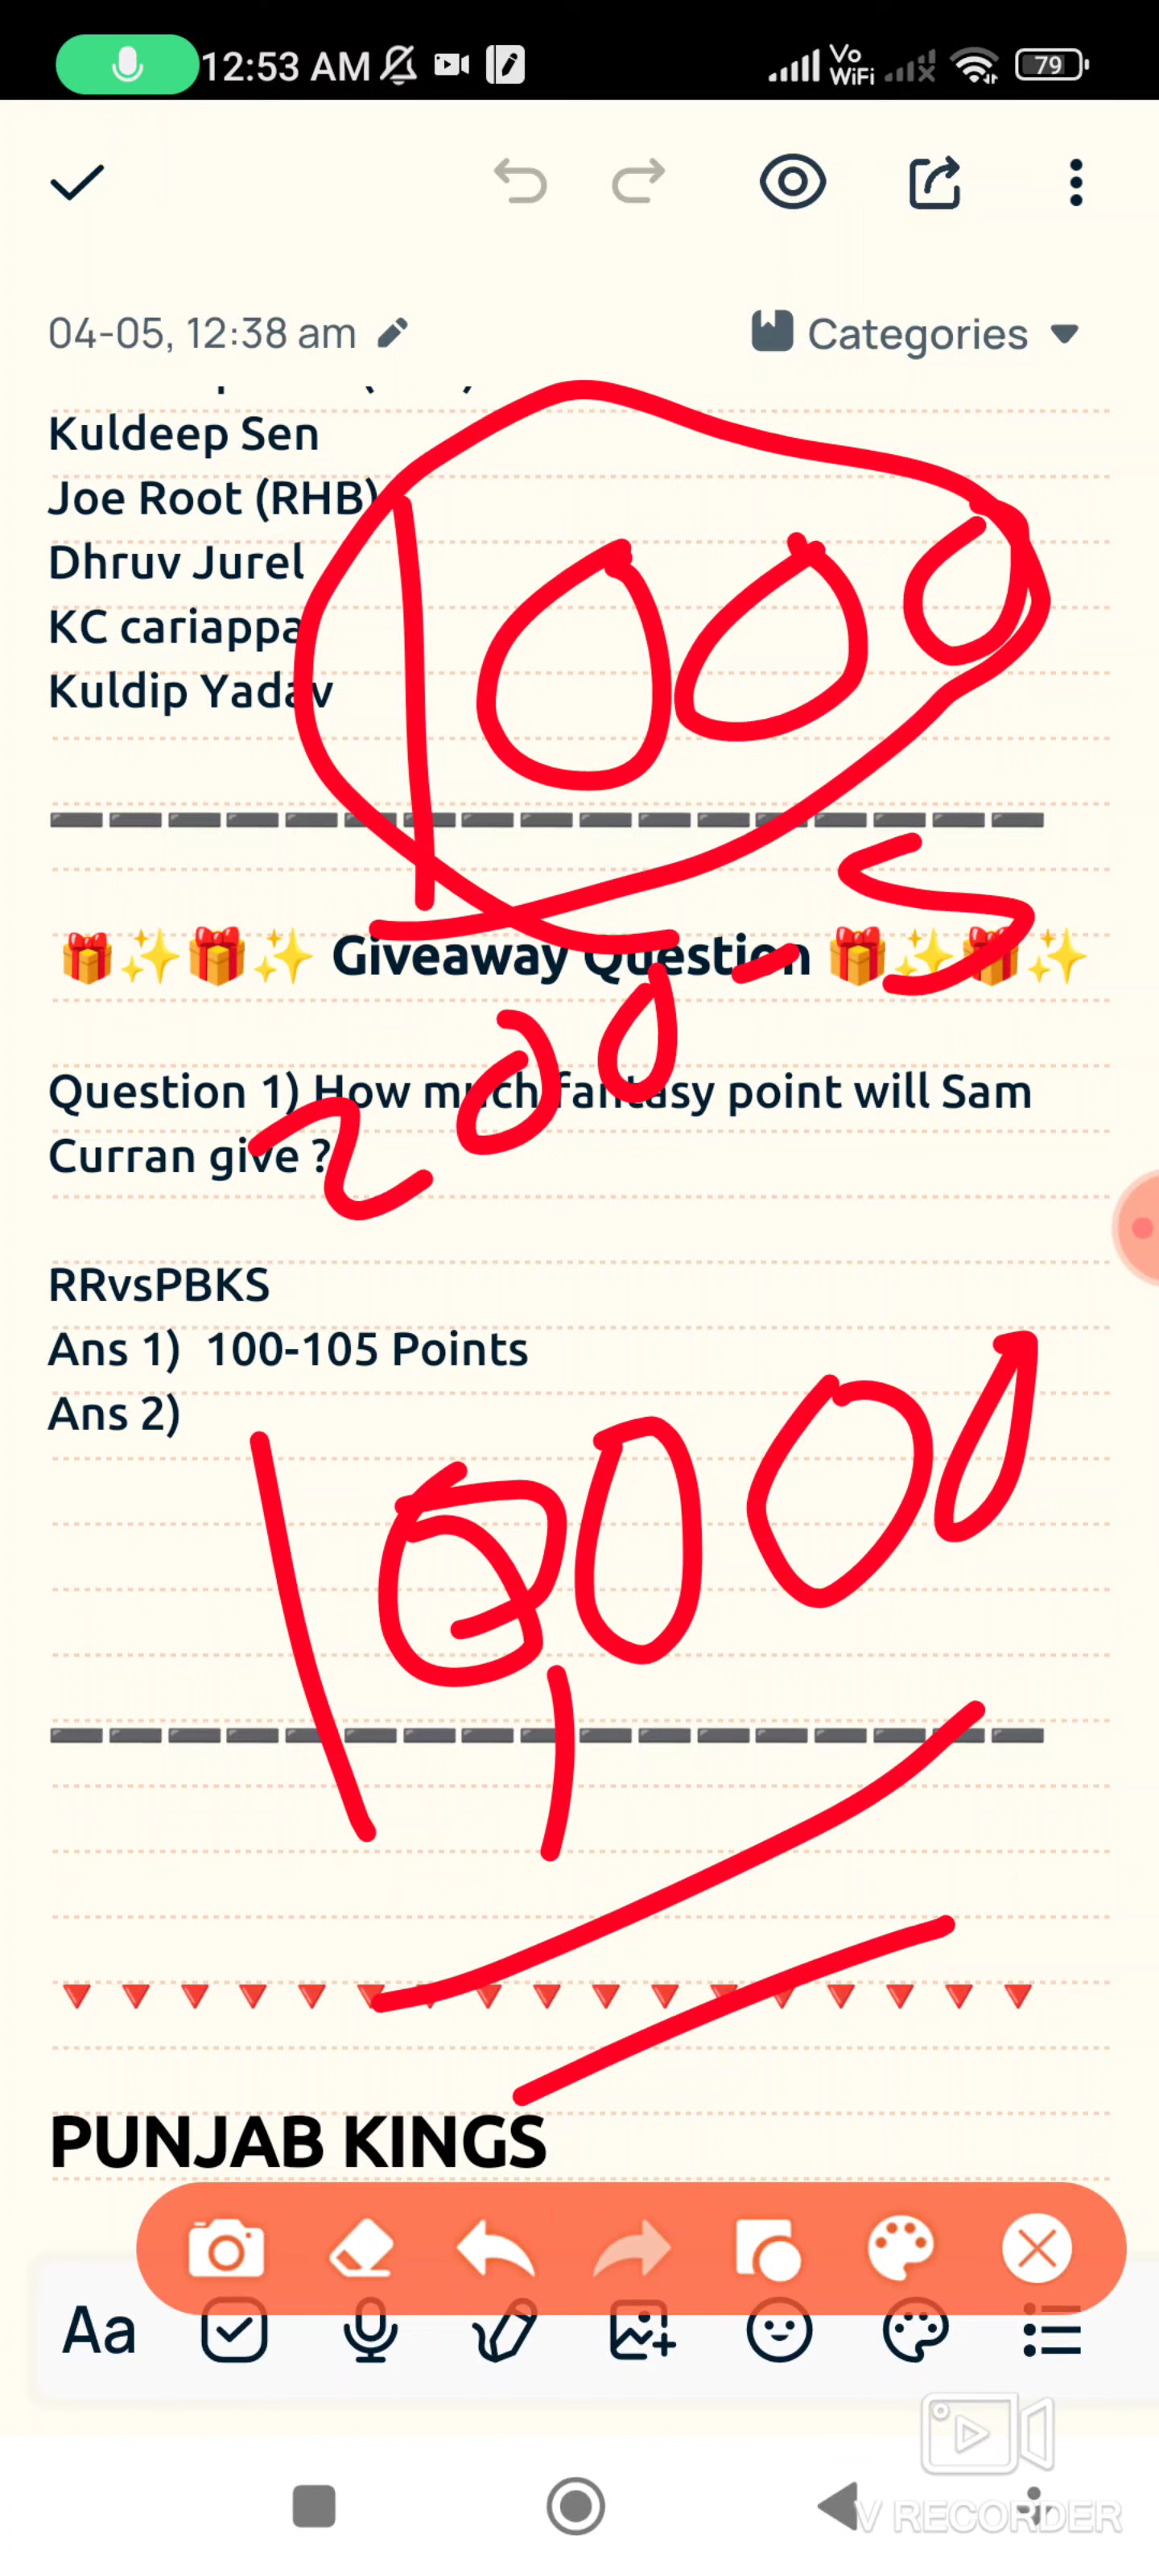 12:53 AM
Vo WiFi
79
04-05, 12:38 am
Categories
Kuldeep Sen
Joe Root (RHB)
Dhruv Jurel
KC cariappa
Kuldip Yadav
1000
🎁✨🎁✨ Giveaway Question 🎁✨🎁✨
200 - 5
Question 1) How much fantasy point will Sam
Curran give ?
RRvsPBKS
Ans 1) 100-105 Points
Ans 2)
PUNJAB KINGS
Aa
V RECORDER